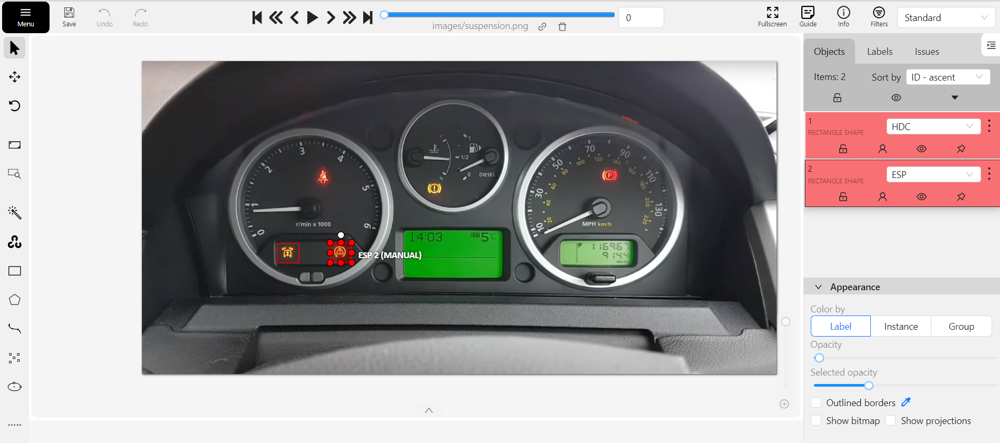 Menu
Save
Undo
Redo
0
images/suspension.png
Fullscreen
Guide
Info
Filters
Standard
Objects
Labels
Issues
Items: 2
Sort by
ID - ascent
1
RECTANGLE SHAPE
HDC
2
RECTANGLE SHAPE
ESP
Appearance
Color by
Label
Instance
Group
Opacity
Selected opacity
Outlined borders
Show bitmap
Show projections
0
1
2
3
4
5
6
r/min x 1000
1
1/2
0
DIESEL
14:03
EXT 5°C
ESP 2 (MANUAL)
10
30
50
70
90
110
130
20
40
60
80
100
120
140
160
180
200
220
MPH km/h
P
P 116967
914.4
MILES